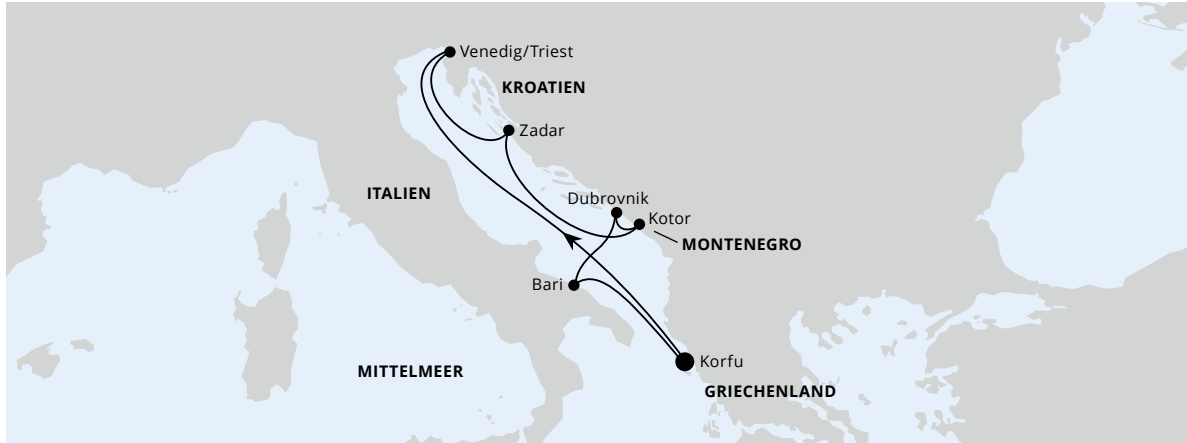 Venedig/Triest
KROATIEN
Zadar
ITALIEN
Dubrovnik
Kotor
MONTENEGRO
Bari
Korfu
MITTELMEER
GRIECHENLAND